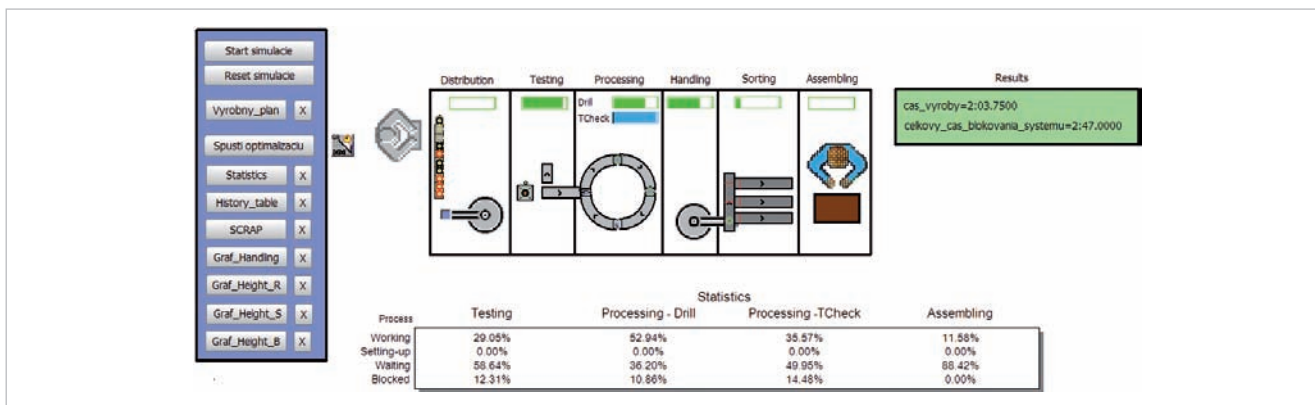 Start simulacie
Reset simulacie
Vyrobny_plan X
Spusti optimalizaciu
Statistics X
History_table X
SCRAP X
Graf_Handling X
Graf_Height_R X
Graf_Height_S X
Graf_Height_B X
Distribution Testing Processing Handling Sorting Assembling
Drill
TCheck
Results
cas_vyroby=2:03.7500
celkovy_cas_blokovania_systemu=2:47.0000
Statistics
Process Testing Processing - Drill Processing -TCheck Assembling
Working 29.05% 52.94% 35.57% 11.58%
Setting-up 0.00% 0.00% 0.00% 0.00%
Waiting 58.64% 36.20% 49.95% 88.42%
Blocked 12.31% 10.86% 14.48% 0.00%